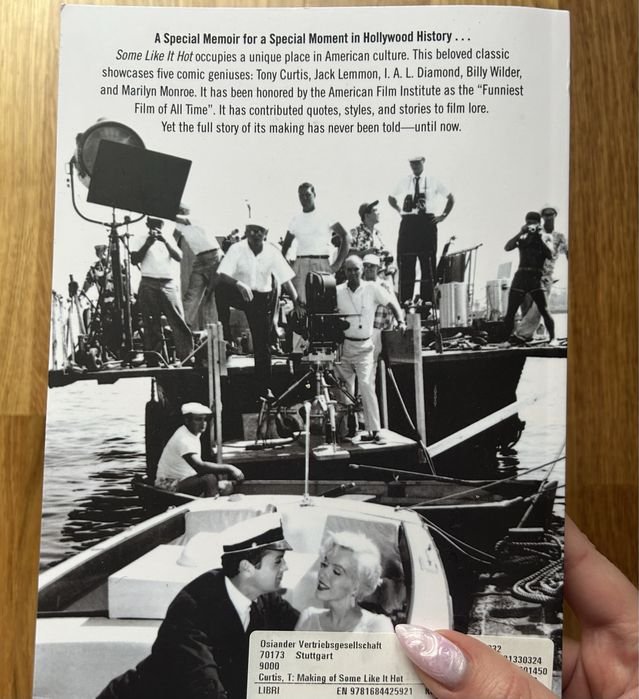 A Special Memoir for a Special Moment in Hollywood History . . .
Some Like It Hot occupies a unique place in American culture. This beloved classic
showcases five comic geniuses: Tony Curtis, Jack Lemmon, I. A. L. Diamond, Billy Wilder,
and Marilyn Monroe. It has been honored by the American Film Institute as the “Funniest
Film of All Time”. It has contributed quotes, styles, and stories to film lore.
Yet the full story of its making has never been told—until now.
Osiander Vertriebsgesellschaft
70173 Stuttgart
9000
Curtis, T: Making of Some Like It Hot
LIBRI EN 9781684425921